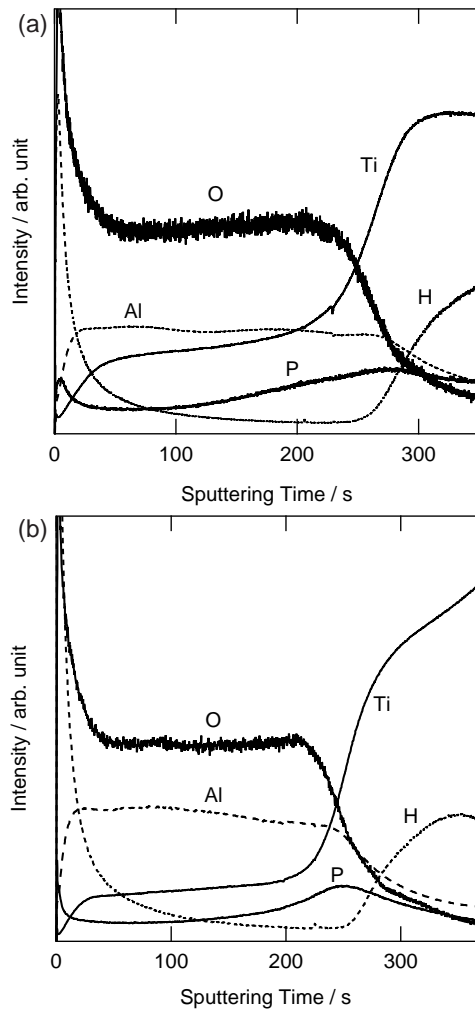 (a)
Intensity / arb. unit
O
Ti
Al
H
P
0
100
200
300
Sputtering Time / s
(b)
Intensity / arb. unit
O
Ti
Al
H
P
0
100
200
300
Sputtering Time / s